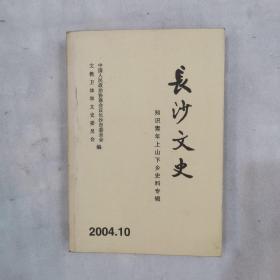 长沙文史
知识青年上山下乡史料专辑
中国人民政治协商会议长沙市委员会
文教卫体和文史委员会
编
2004.10